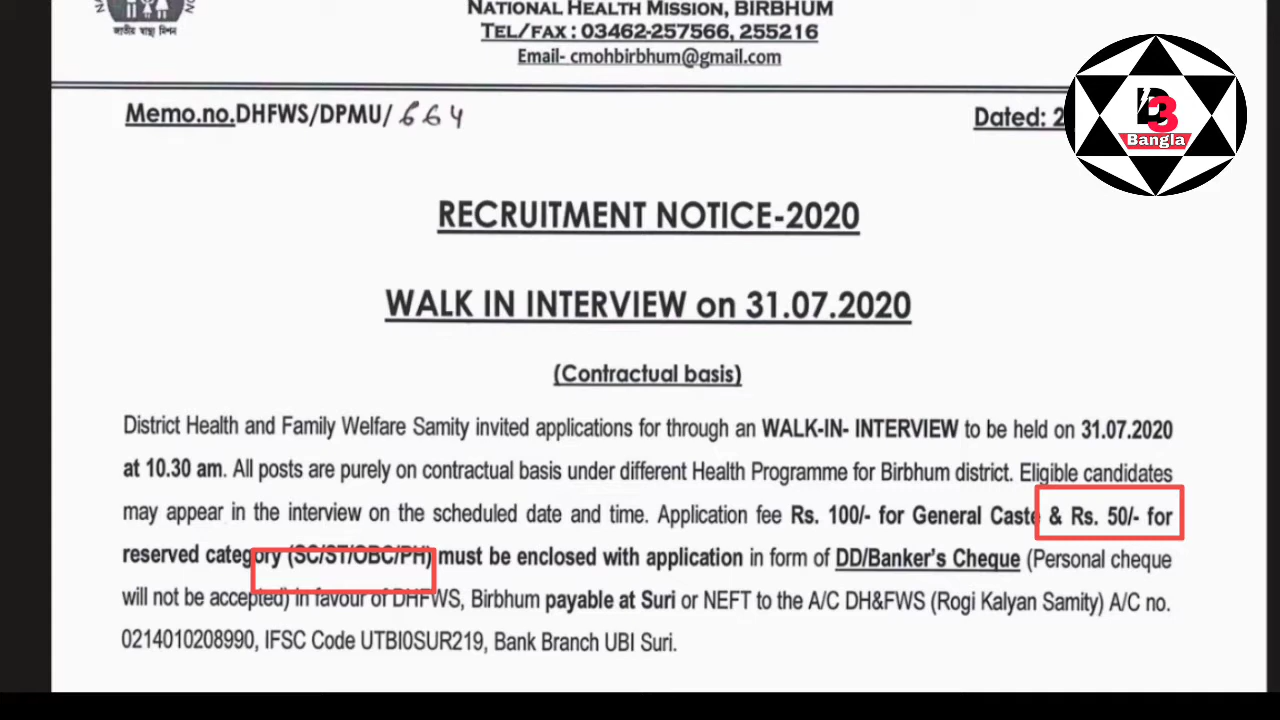 NATIONAL HEALTH MISSION, BIRBHUM
জাতীয় স্বাস্থ্য মিশন
TEL/FAX : 03462-257566, 255216
Email- cmohbirbhum@gmail.com
Memo.no.DHFWS/DPMU/ 664
Dated: 2
D3
Bangla
RECRUITMENT NOTICE-2020
WALK IN INTERVIEW on 31.07.2020
(Contractual basis)
District Health and Family Welfare Samity invited applications for through an WALK-IN- INTERVIEW to be held on 31.07.2020
at 10.30 am. All posts are purely on contractual basis under different Health Programme for Birbhum district. Eligible candidates
may appear in the interview on the scheduled date and time. Application fee Rs. 100/- for General Caste & Rs. 50/- for
reserved category (SC/ST/OBC/PH) must be enclosed with application in form of DD/Banker's Cheque (Personal cheque
will not be accepted) in favour of DHFWS, Birbhum payable at Suri or NEFT to the A/C DH&FWS (Rogi Kalyan Samity) A/C no.
0214010208990, IFSC Code UTBI0SUR219, Bank Branch UBI Suri.